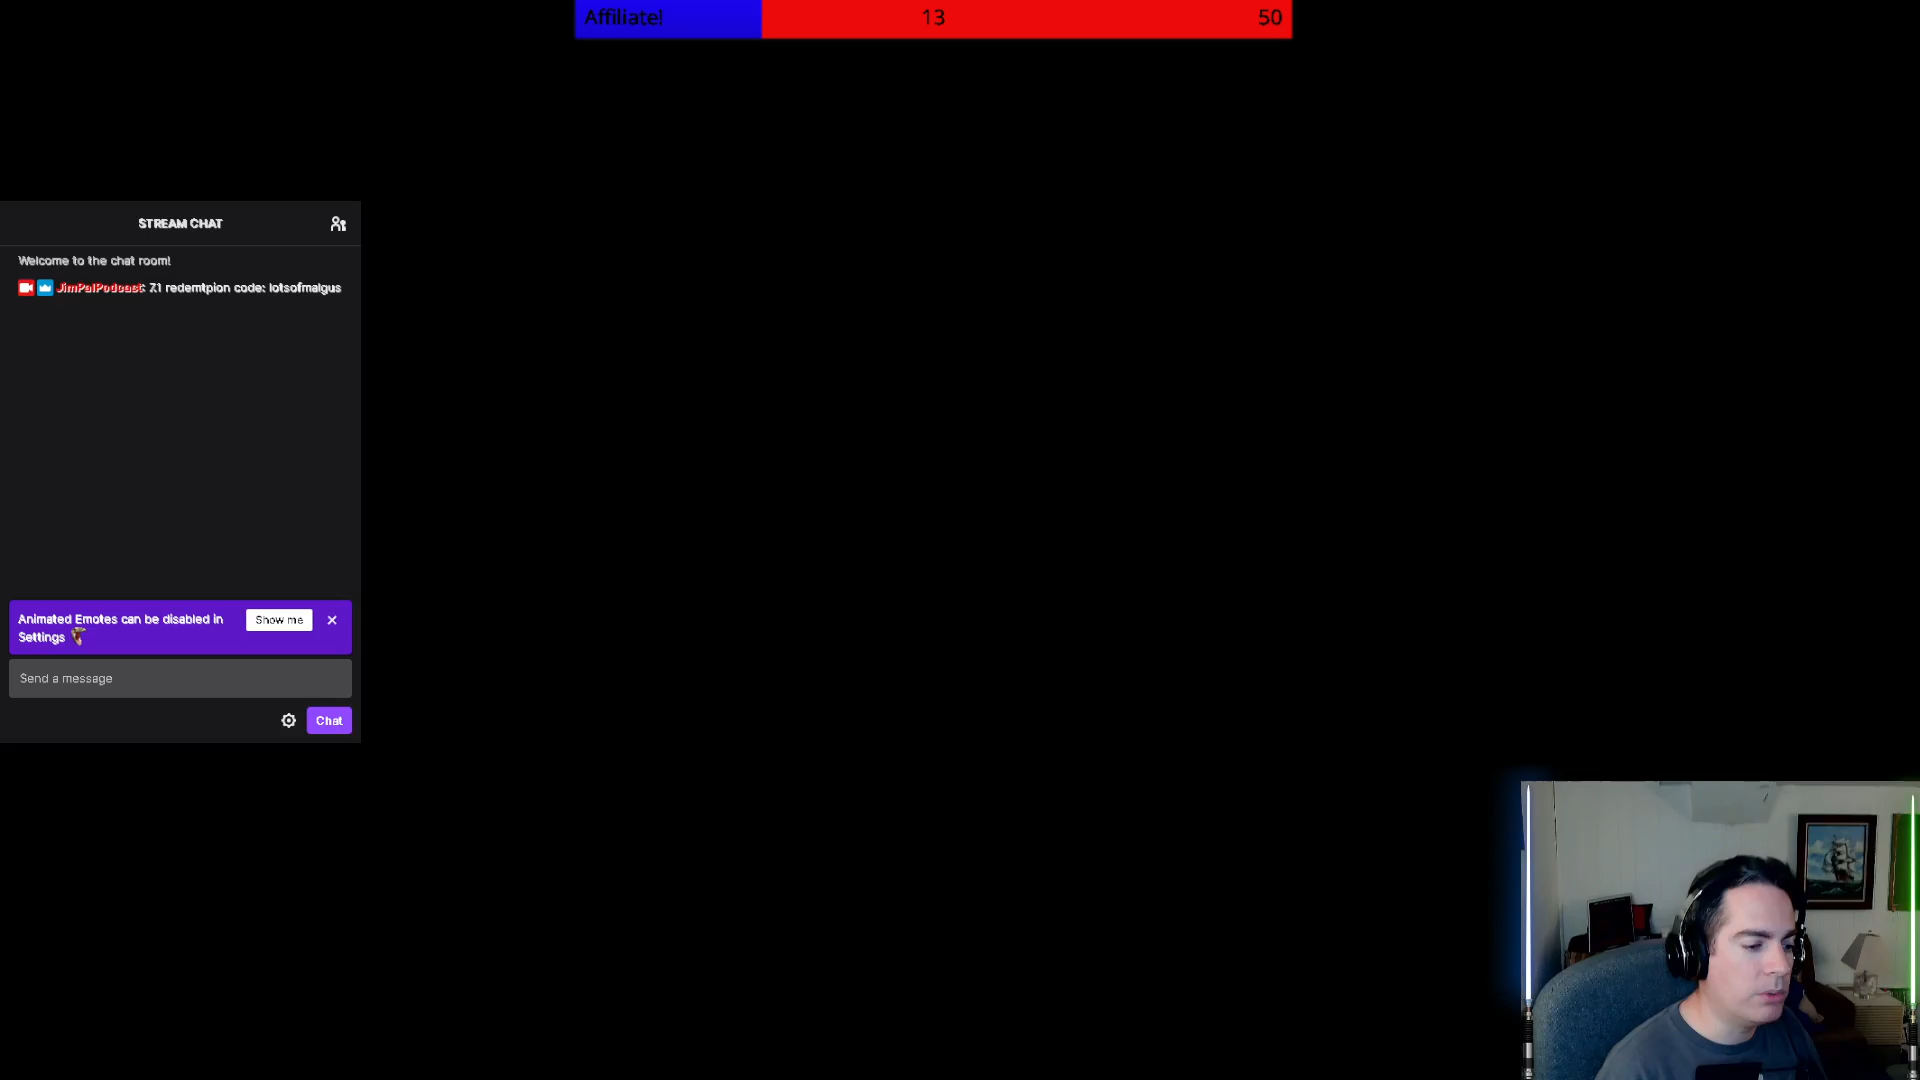 Affiliate! 13 50
STREAM CHAT
Welcome to the chat room!
JimPalPodcast: 7.1 redemtpion code: lotsofmalgus
Animated Emotes can be disabled in
Settings
Show me
Send a message
Chat